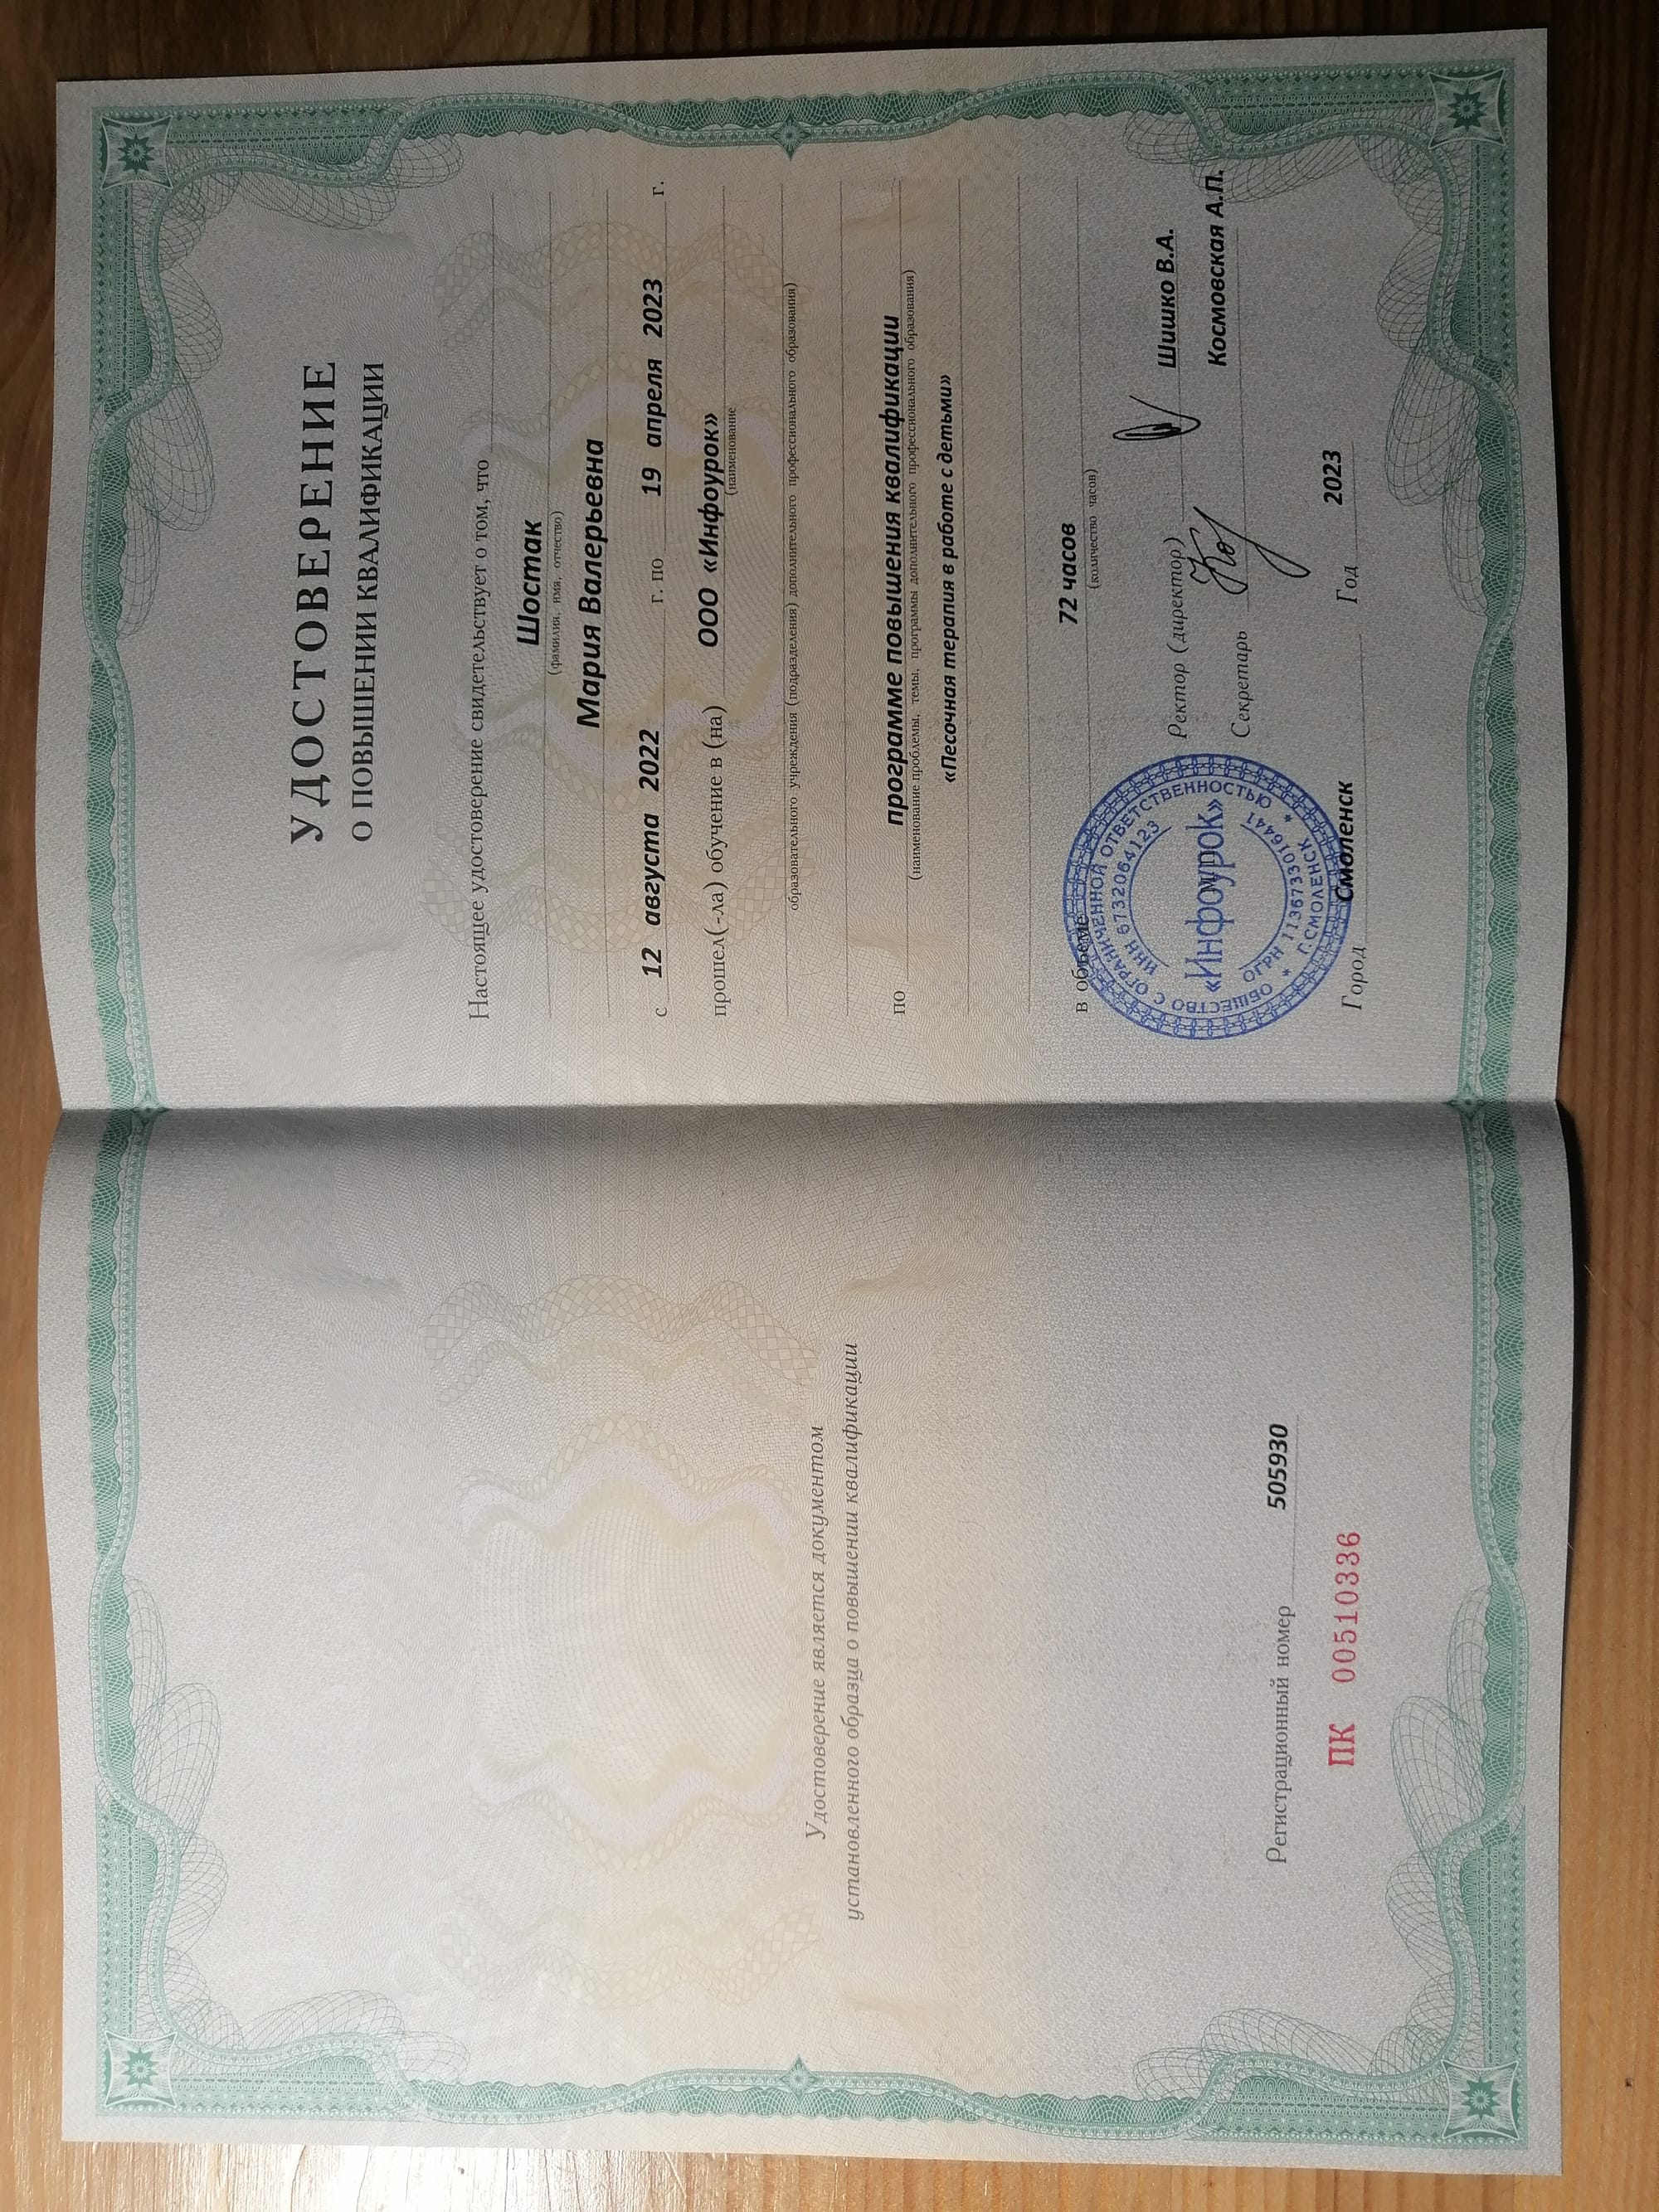 Удостоверение является документом
установленного образца о повышении квалификации
Регистрационный номер 505930
ПК 00510336
УДОСТОВЕРЕНИЕ
О ПОВЫШЕНИИ КВАЛИФИКАЦИИ
Настоящее удостоверение свидетельствует о том, что
Шостак
(фамилия, имя, отчество)
Мария Валерьевна
с 12 августа 2022 г. по 19 апреля 2023 г.
прошел(-ла) обучение в (на) ООО «Инфоурок»
(наименование
образовательного учреждения (подразделения) дополнительного профессионального образования)
по программе повышения квалификации
(наименование проблемы, темы, программы дополнительного профессионального образования)
«Песочная терапия в работе с детьми»
в объеме 72 часов
(количество часов)
Ректор (директор) Шишко В.А.
Секретарь Космовская А.П.
Город Смоленск Год 2023
ОБЩЕСТВО С ОГРАНИЧЕННОЙ ОТВЕТСТВЕННОСТЬЮ
ИНН 6732064123
«Инфоурок»
ОГРН 1136733016441
* Г.СМОЛЕНСК *